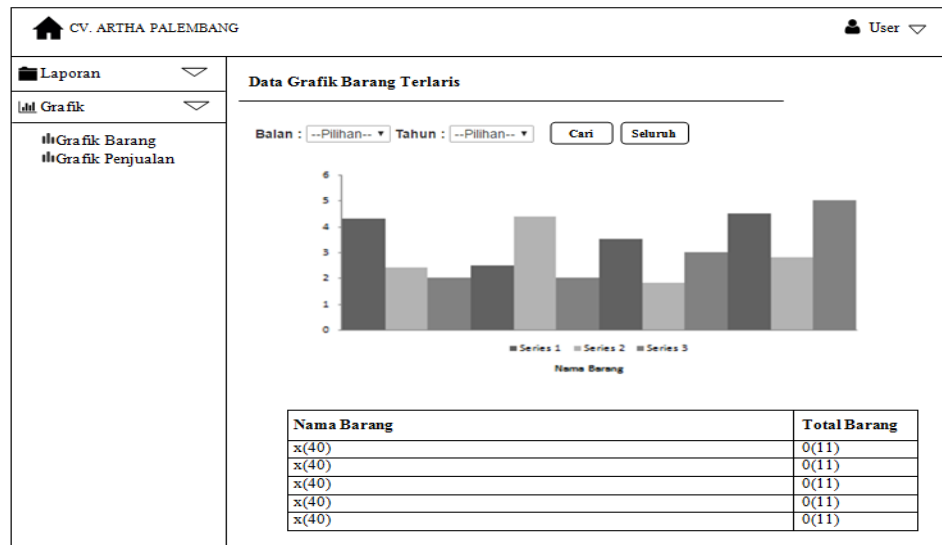 CV. ARTHA PALEMBANG
User
Laporan
Grafik
Grafik Barang
Grafik Penjualan
Data Grafik Barang Terlaris
Balan : --Pilihan-- Tahun : --Pilihan-- Cari Seluruh
6
5
4
3
2
1
0
Series 1 Series 2 Series 3
Nama Barang
Nama Barang Total Barang
x(40) 0(11)
x(40) 0(11)
x(40) 0(11)
x(40) 0(11)
x(40) 0(11)